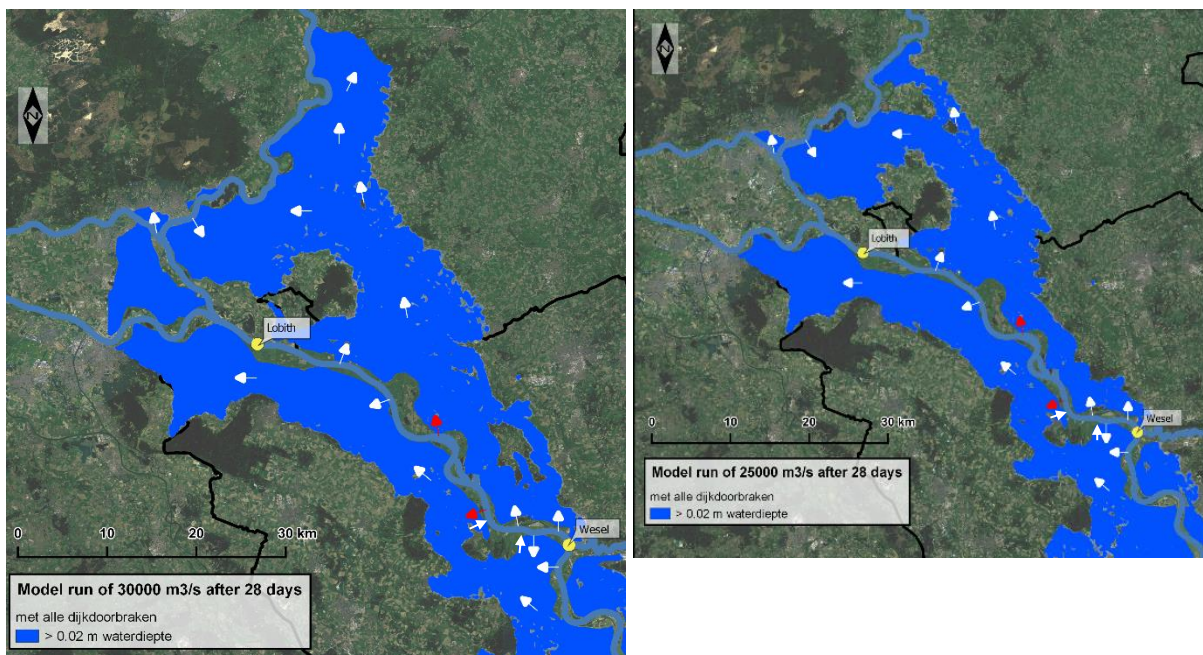 N
Lobith
Wesel
0 10 20 30 km
Model run of 30000 m3/s after 28 days
met alle dijkdoorbraken
> 0.02 m waterdiepte
N
Lobith
Wesel
0 10 20 30 km
Model run of 25000 m3/s after 28 days
met alle dijkdoorbraken
> 0.02 m waterdiepte